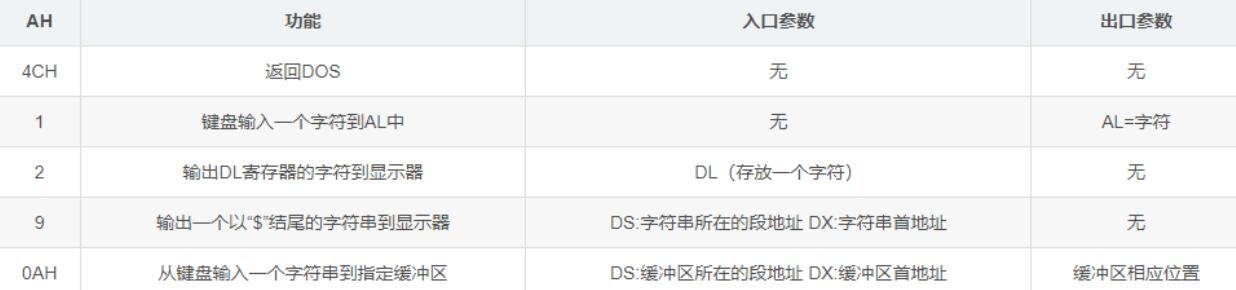 AH 功能 入口参数 出口参数
4CH 返回DOS 无 无
1 键盘输入一个字符到AL中 无 AL=字符
2 输出DL寄存器的字符到显示器 DL（存放一个字符） 无
9 输出一个以“$”结尾的字符串到显示器 DS:字符串所在的段地址 DX:字符串首地址 无
0AH 从键盘输入一个字符串到指定缓冲区 DS:缓冲区所在的段地址 DX:缓冲区首地址 缓冲区相应位置